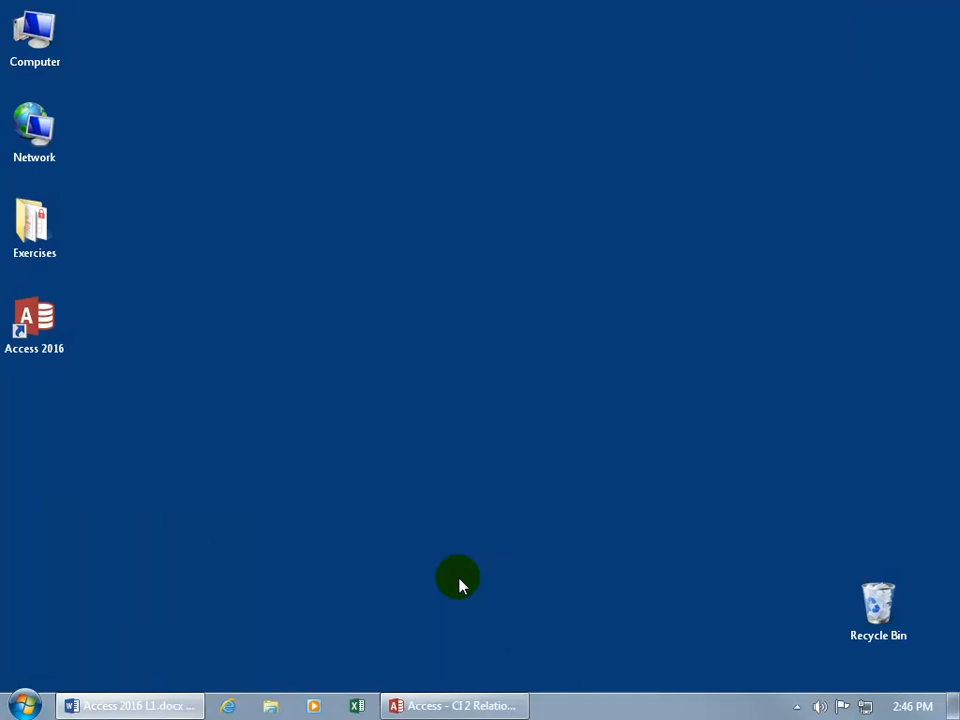 Computer
Network
Exercises
Access 2016
Recycle Bin
Access 2016 L1.docx ...
Access - CI 2 Relatio...
2:46 PM